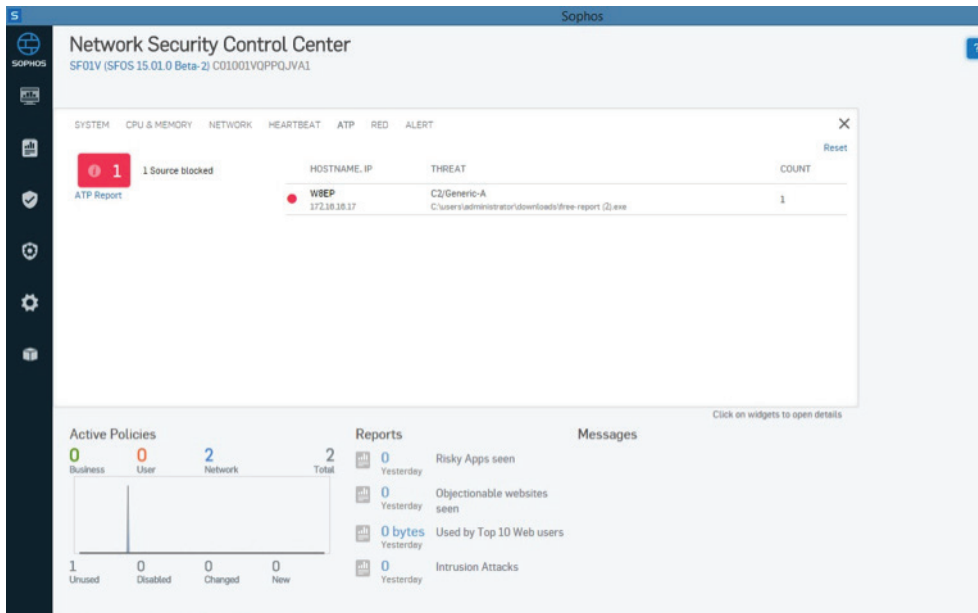 S
Sophos
SOPHOS
Network Security Control Center
SF01V (SFOS 15.01.0 Beta-2) C01001VQPPQJVA1
?
SYSTEM CPU & MEMORY NETWORK HEARTBEAT ATP RED ALERT
Reset
1 1 Source blocked
ATP Report
HOSTNAME, IP THREAT COUNT
W8EP C2/Generic-A 1
172.16.16.17 C:\users\administrator\downloads\free-report (2).exe
Click on widgets to open details
Active Policies
0 0 2 2
Business User Network Total
1 0 0 0
Unused Disabled Changed New
Reports
0 Risky Apps seen
Yesterday
0 Objectionable websites
Yesterday seen
0 bytes Used by Top 10 Web users
Yesterday
0 Intrusion Attacks
Yesterday
Messages